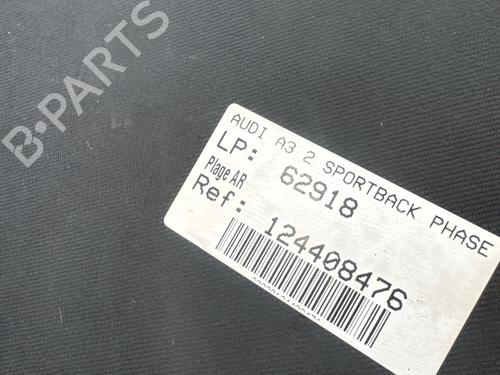 B-PARTS
AUDI A3 2 SPORTBACK PHASE
LP: 62918
Plage AR
Ref: 124408476